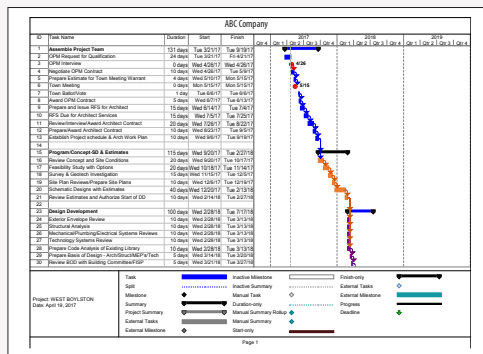 ABC Company
ID Task Name Duration Start Finish 2017 2018 2019
Qtr 4 Qtr 1 Qtr 2 Qtr 3 Qtr 4 Qtr 1 Qtr 2 Qtr 3 Qtr 4 Qtr 1 Qtr 2 Qtr 3 Qtr 4
1 Assemble Project Team 131 days Tue 3/21/17 Tue 9/19/17
2 OPM Request for Qualification 24 days Tue 3/21/17 Fri 4/21/17
3 OPM Interview 0 days Wed 4/26/17 Wed 4/26/17 4/26
4 Negotiate OPM Contract 10 days Wed 4/26/17 Tue 5/9/17
5 Prepare Estimate for Town Meeting Warrant 4 days Wed 5/10/17 Mon 5/15/17
6 Town Meeting 0 days Mon 5/15/17 Mon 5/15/17 5/15
7 Town Ballot/Vote 1 day Tue 6/6/17 Tue 6/6/17
8 Award OPM Contract 5 days Wed 6/7/17 Tue 6/13/17
9 Prepare and Issue RFS for Architect 15 days Wed 6/14/17 Tue 7/4/17
10 RFS Due for Architect Services 15 days Wed 7/5/17 Tue 7/25/17
11 Review/Interview/Award Architect Contract 20 days Wed 7/26/17 Tue 8/22/17
12 Prepare/Award Architect Contract 10 days Wed 8/23/17 Tue 9/5/17
13 Establish Project schedule & Arch Work Plan 10 days Wed 9/6/17 Tue 9/19/17
15 Program/Concept-SD & Estimates 115 days Wed 9/20/17 Tue 2/27/18
16 Review Concept and Site Conditions 20 days Wed 9/20/17 Tue 10/17/17
17 Feasibility Study with Options 20 days Wed 10/18/17 Tue 11/14/17
18 Survey & Geotech Investigation 15 days Wed 11/15/17 Tue 12/5/17
19 Site Plan Reviews/Prepare Site Plans 10 days Wed 12/6/17 Tue 12/19/17
20 Schematic Designs with Estimates 40 days Wed 12/20/17 Tue 2/13/18
21 Review Estimates and Authorize Start of DD 10 days Wed 2/14/18 Tue 2/27/18
23 Design Development 100 days Wed 2/28/18 Tue 7/17/18
24 Exterior Envelope Review 10 days Wed 2/28/18 Tue 3/13/18
25 Structural Analysis 10 days Wed 2/28/18 Tue 3/13/18
26 Mechanical/Plumbing/Electrical Systems Reviews 10 days Wed 2/28/18 Tue 3/13/18
27 Technology Systems Review 10 days Wed 2/28/18 Tue 3/13/18
28 Prepare Code Analysis of Existing Library 10 days Wed 2/28/18 Tue 3/13/18
29 Prepare Basis of Design - Arch/Struct/MEP's/Tech 5 days Wed 3/14/18 Tue 3/20/18
30 Review BOD with Building Committee/FISP 5 days Wed 3/21/18 Tue 3/27/18
Project: WEST BOYLSTON
Date: April 19, 2017
Task Inactive Milestone Finish-only
Split Inactive Summary External Tasks
Milestone Manual Task External Milestone
Summary Duration-only Progress
Project Summary Manual Summary Rollup Deadline
External Tasks Manual Summary
External Milestone Start-only
Page 1